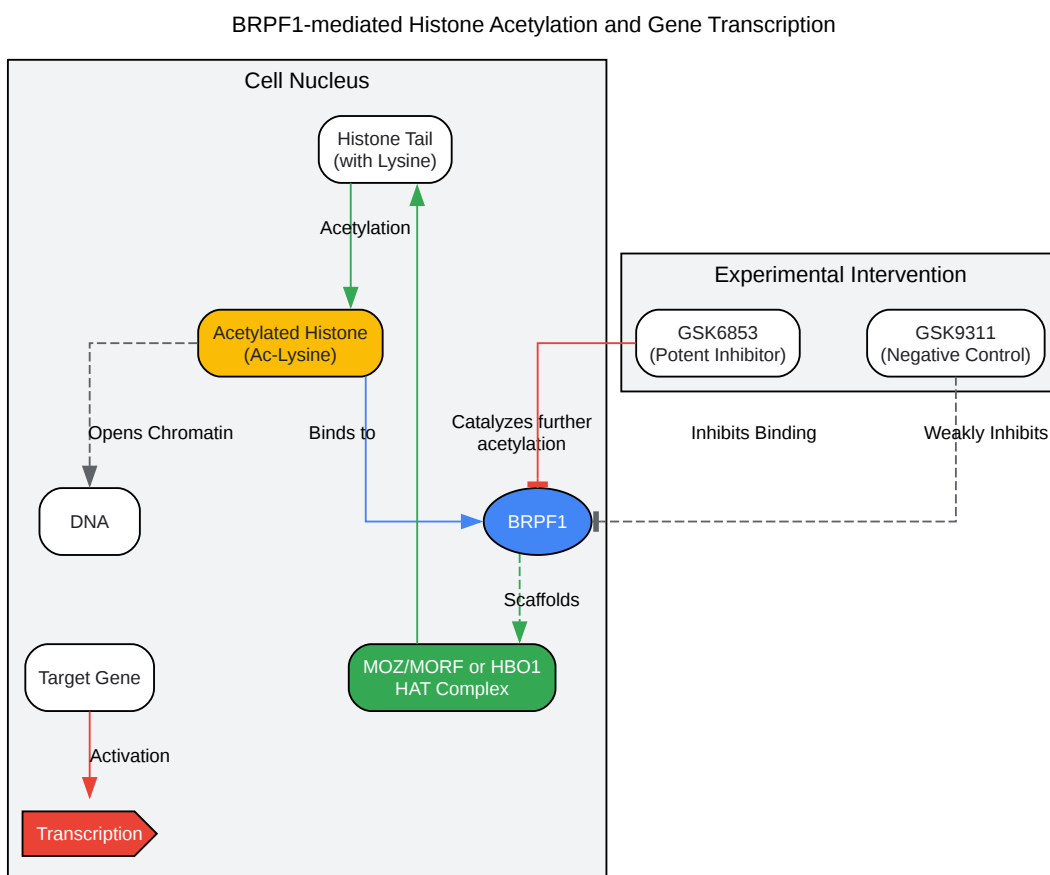 BRPF1-mediated Histone Acetylation and Gene Transcription
Cell Nucleus
Histone Tail
(with Lysine)
Acetylation
Experimental Intervention
Acetylated Histone
(Ac-Lysine)
GSK6853
(Potent Inhibitor)
GSK9311
(Negative Control)
Opens Chromatin
Binds to
Catalyzes further
acetylation
Inhibits Binding
Weakly Inhibits
DNA
BRPF1
Scaffolds
Target Gene
MOZ/MORF or HBO1
HAT Complex
Activation
Transcription